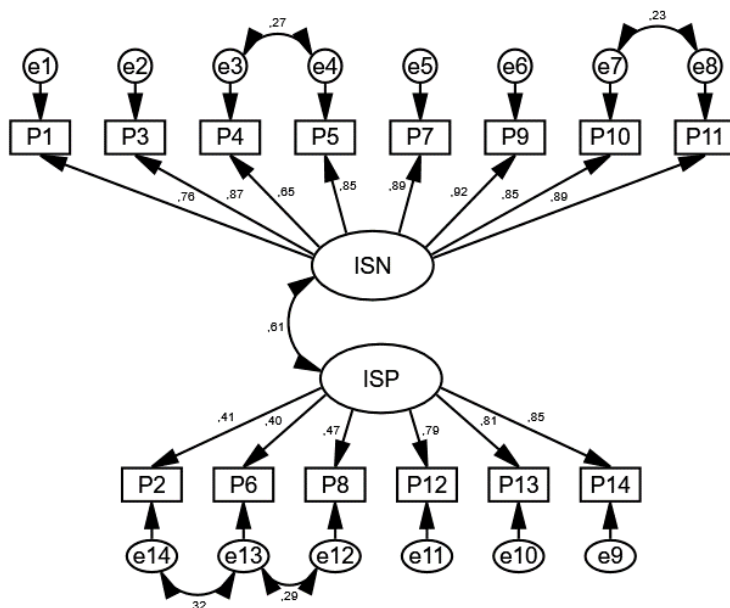 ,27 ,23
e1 e2 e3 e4 e5 e6 e7 e8
P1 P3 P4 P5 P7 P9 P10 P11
,76 ,87 ,65 ,85 ,89 ,92 ,85 ,89
ISN
,61
ISP
,41 ,40 ,47 ,79 ,81 ,85
P2 P6 P8 P12 P13 P14
e14 e13 e12 e11 e10 e9
,32 ,29